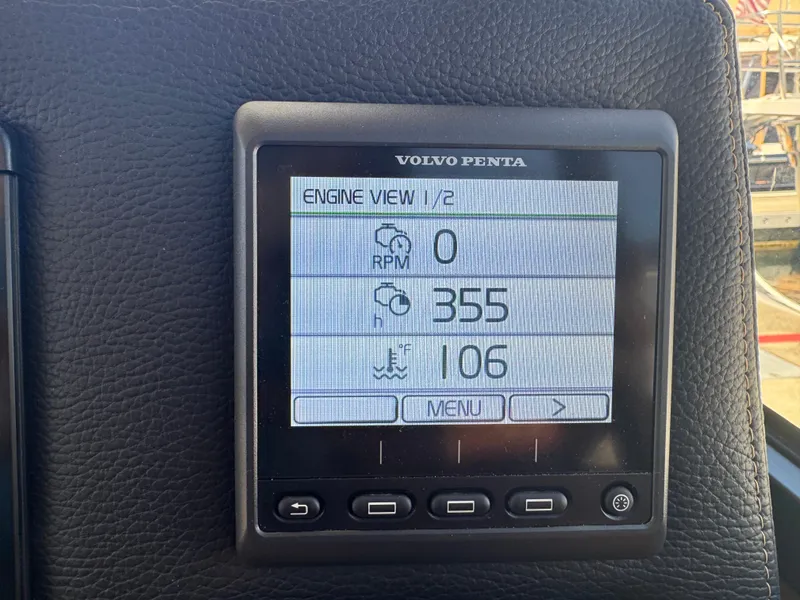 VOLVO PENTA
ENGINE VIEW 1/2
RPM 0
h 355
°F 106
MENU >